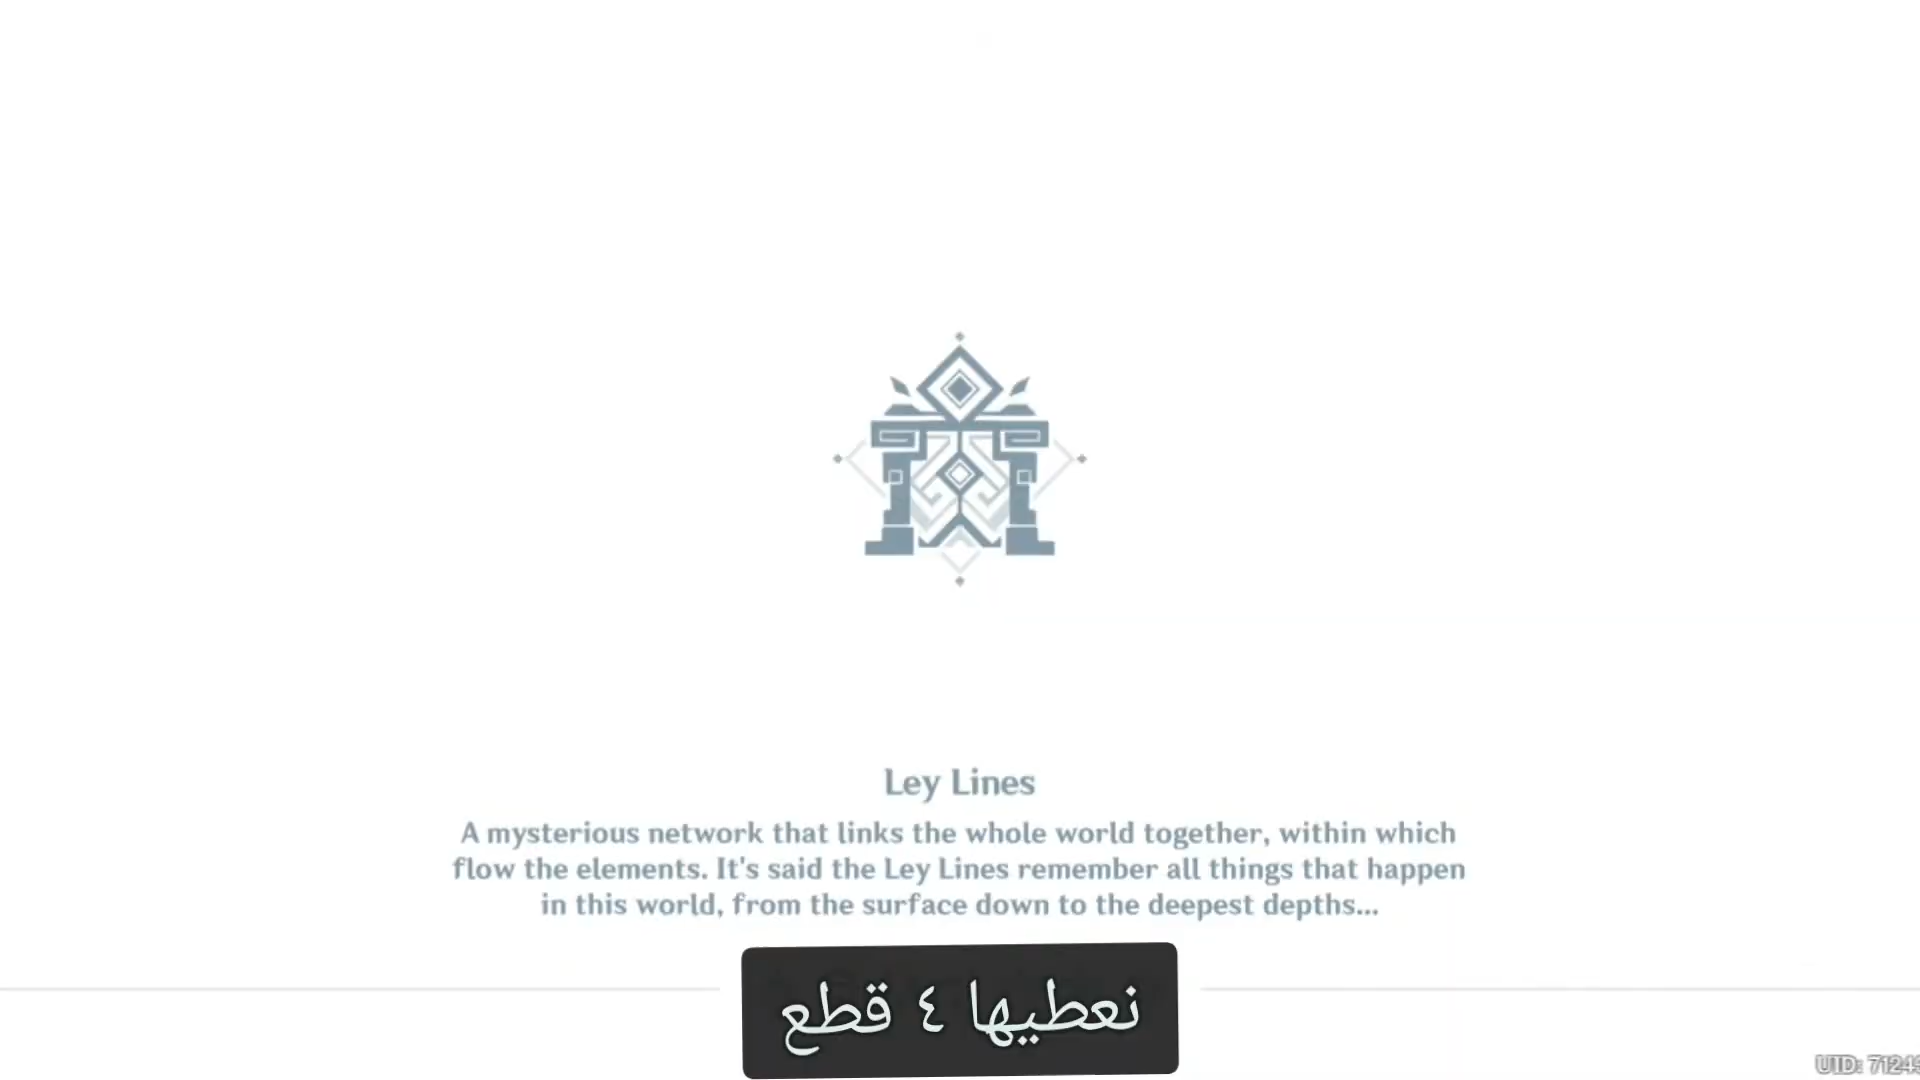 Ley Lines
A mysterious network that links the whole world together, within which
flow the elements. It's said the Ley Lines remember all things that happen
in this world, from the surface down to the deepest depths...
نعطيها ٤ قطع
UID: 7124